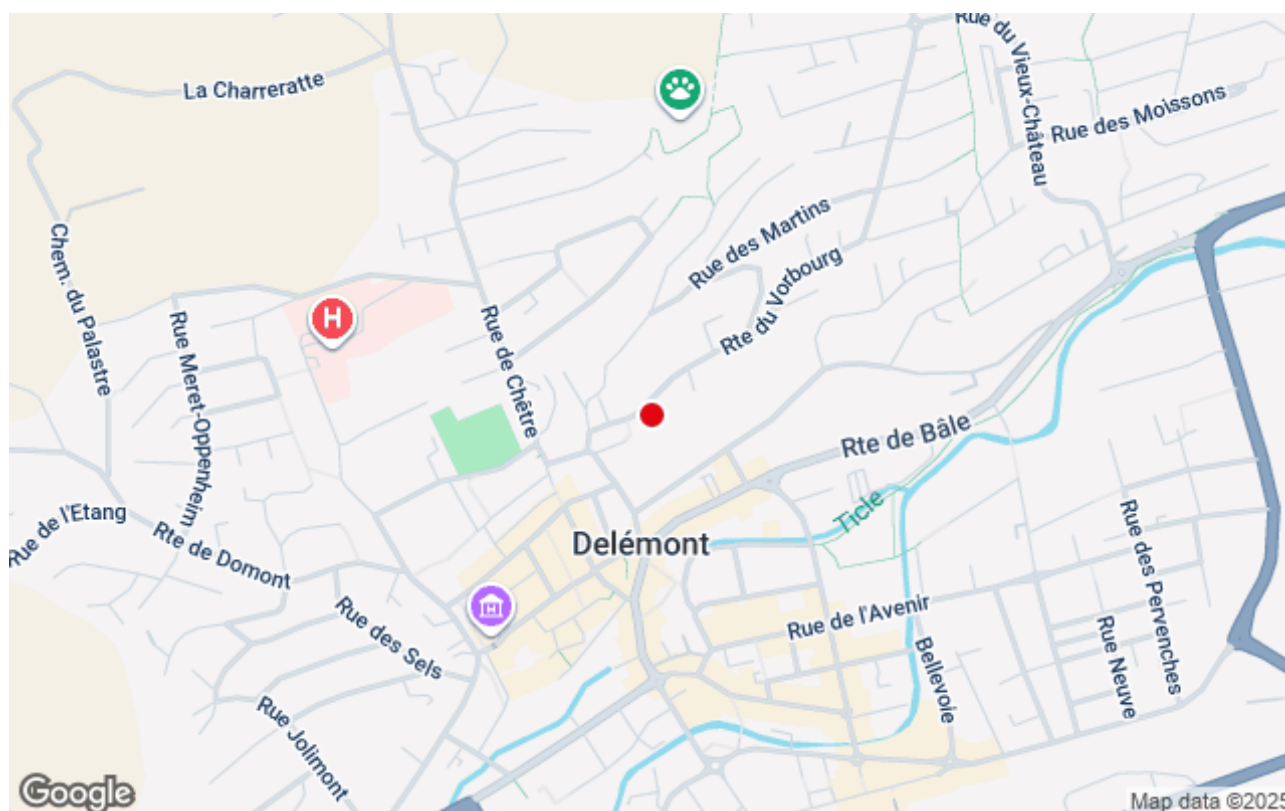 Rue du Vieux-Château
La Charreratte
Rue des Moissons
Rue des Martins
Chem. du Palastre
Rte du Vorbourg
H
Rue Meret-Oppenheim
Rue de Chêtre
Rte de Bâle
Ticle
Rue de l'Etang
Rte de Domont
Delémont
Rue des Pervenches
Rue de l'Avenir
Rue des Sels
Rue Neuve
Bellevoie
Rue Jolimont
Google
Map data ©2025